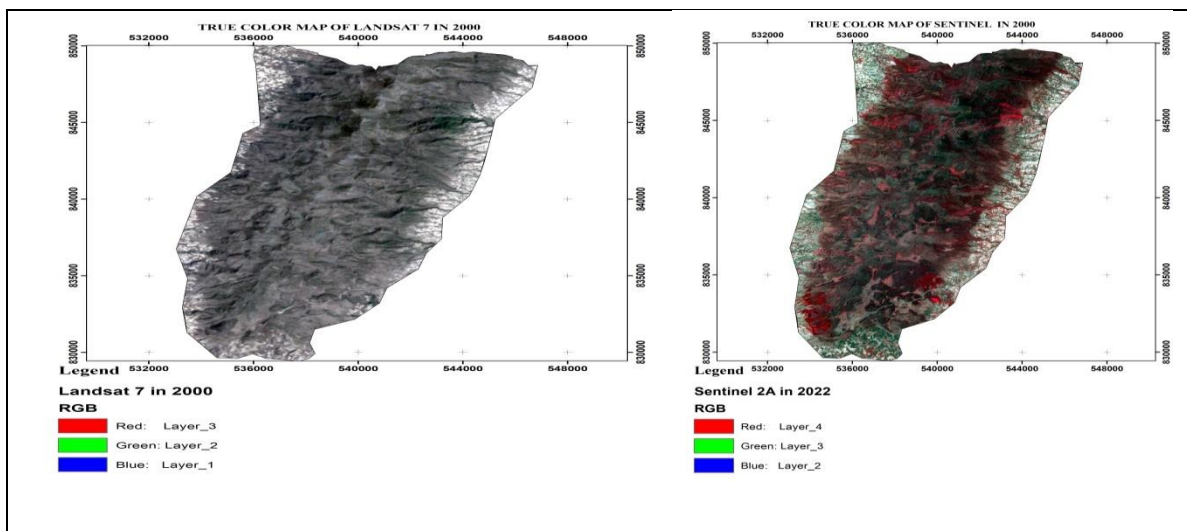 TRUE COLOR MAP OF LANDSAT 7 IN 2000
532000 536000 540000 544000 548000
850000 850000
845000 845000
840000 840000
835000 835000
830000 830000
532000 536000 540000 544000 548000
Legend
Landsat 7 in 2000
RGB
Red: Layer_3
Green: Layer_2
Blue: Layer_1
TRUE COLOR MAP OF SENTINEL IN 2000
532000 536000 540000 544000 548000
850000 850000
845000 845000
840000 840000
835000 835000
830000 830000
532000 536000 540000 544000 548000
Legend
Sentinel 2A in 2022
RGB
Red: Layer_4
Green: Layer_3
Blue: Layer_2